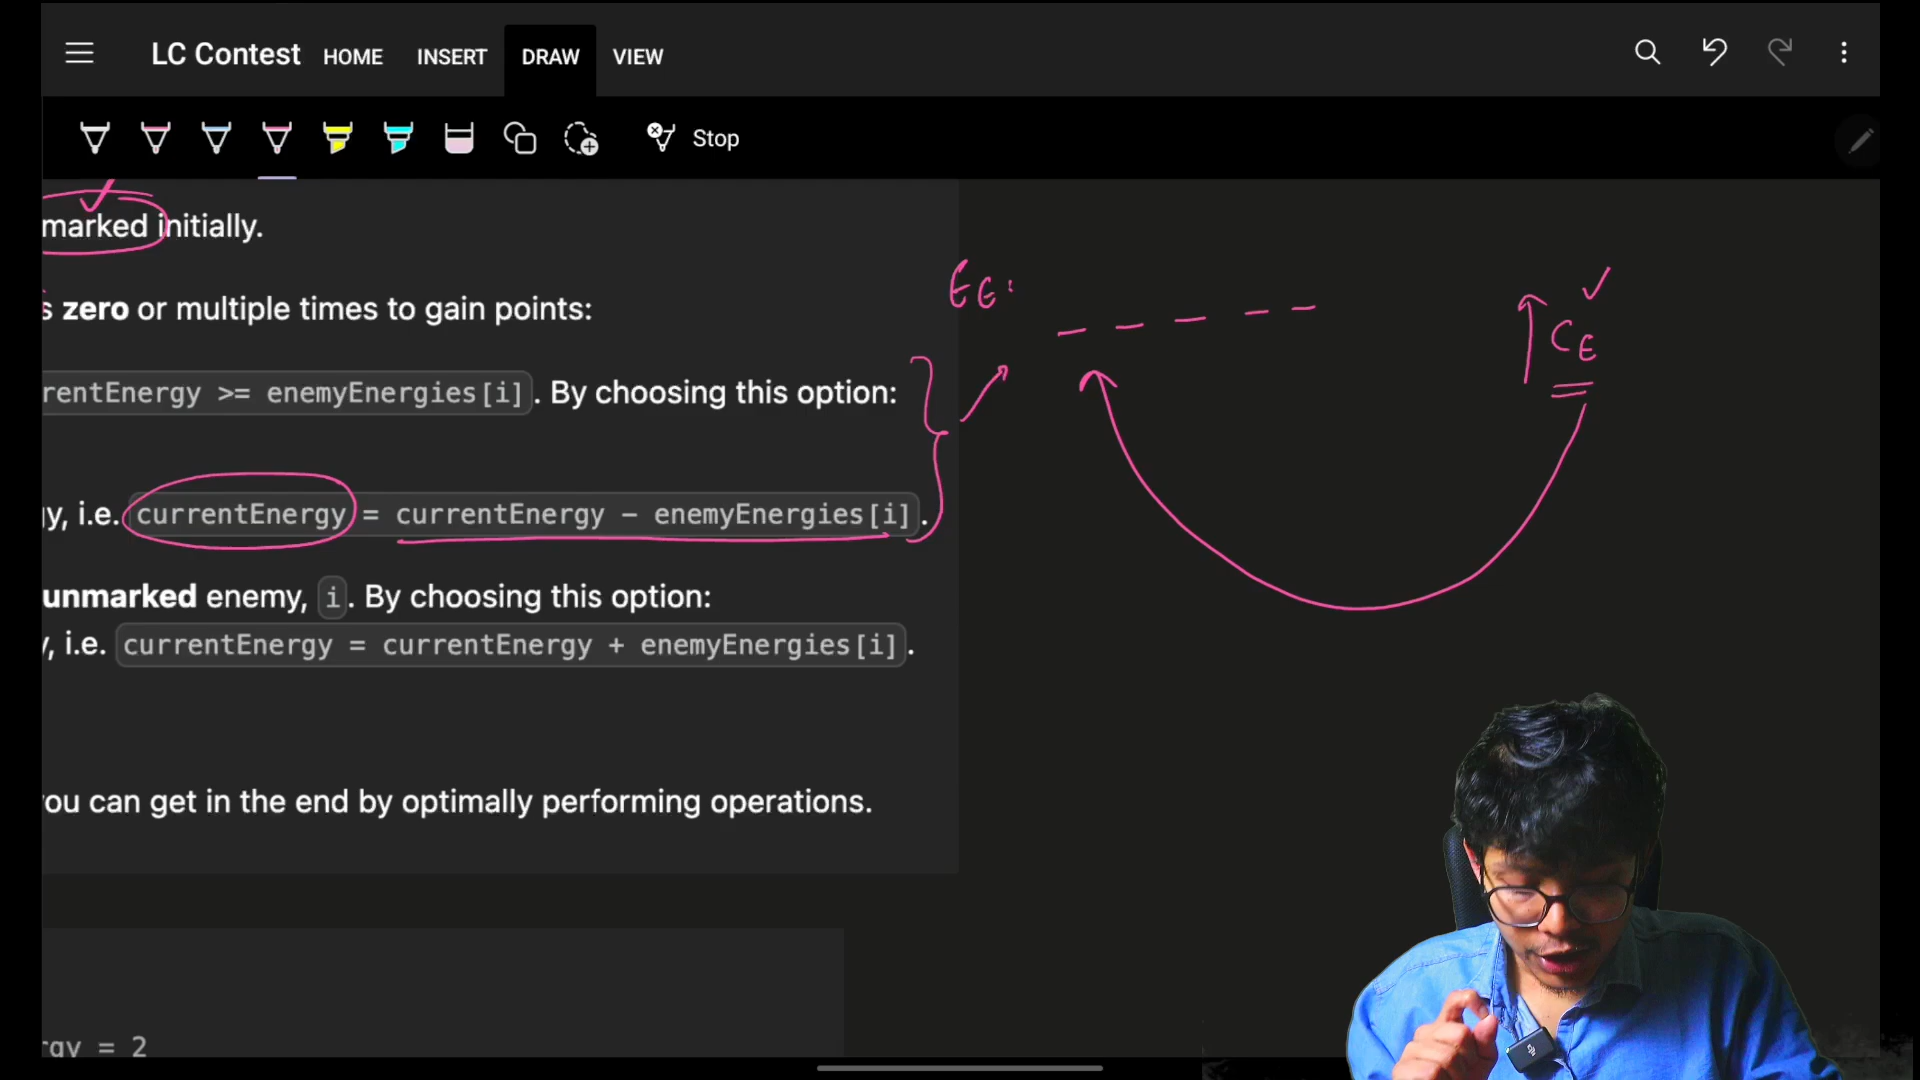 LC Contest HOME INSERT DRAW VIEW
Stop
marked initially.
s zero or multiple times to gain points:
rentEnergy >= enemyEnergies[i]. By choosing this option:
y, i.e. currentEnergy = currentEnergy - enemyEnergies[i].
unmarked enemy, i. By choosing this option:
y, i.e. currentEnergy = currentEnergy + enemyEnergies[i].
ou can get in the end by optimally performing operations.
rgy = 2
EE:
CE